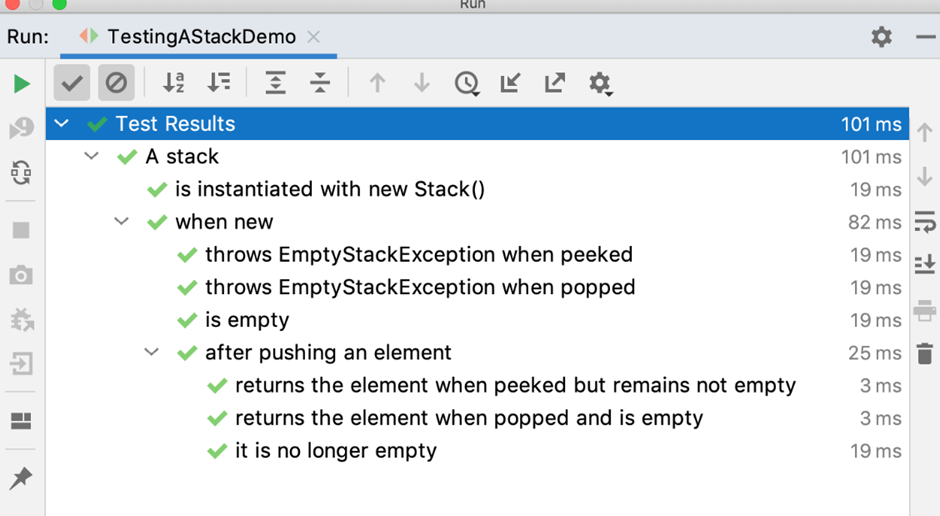 Run
Run: TestingAStackDemo
Test Results 101 ms
A stack 101 ms
is instantiated with new Stack() 19 ms
when new 82 ms
throws EmptyStackException when peeked 19 ms
throws EmptyStackException when popped 19 ms
is empty 19 ms
after pushing an element 25 ms
returns the element when peeked but remains not empty 3 ms
returns the element when popped and is empty 3 ms
it is no longer empty 19 ms